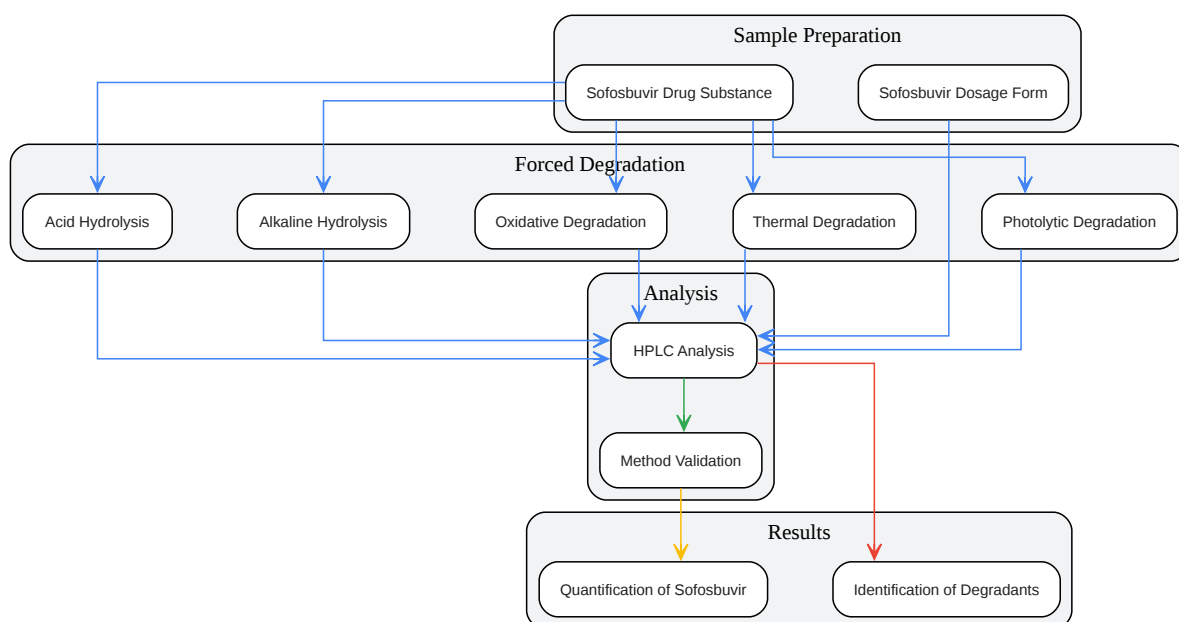 Sample Preparation
Sofosbuvir Drug Substance
Sofosbuvir Dosage Form
Forced Degradation
Acid Hydrolysis
Alkaline Hydrolysis
Oxidative Degradation
Thermal Degradation
Photolytic Degradation
Analysis
HPLC Analysis
Method Validation
Results
Quantification of Sofosbuvir
Identification of Degradants